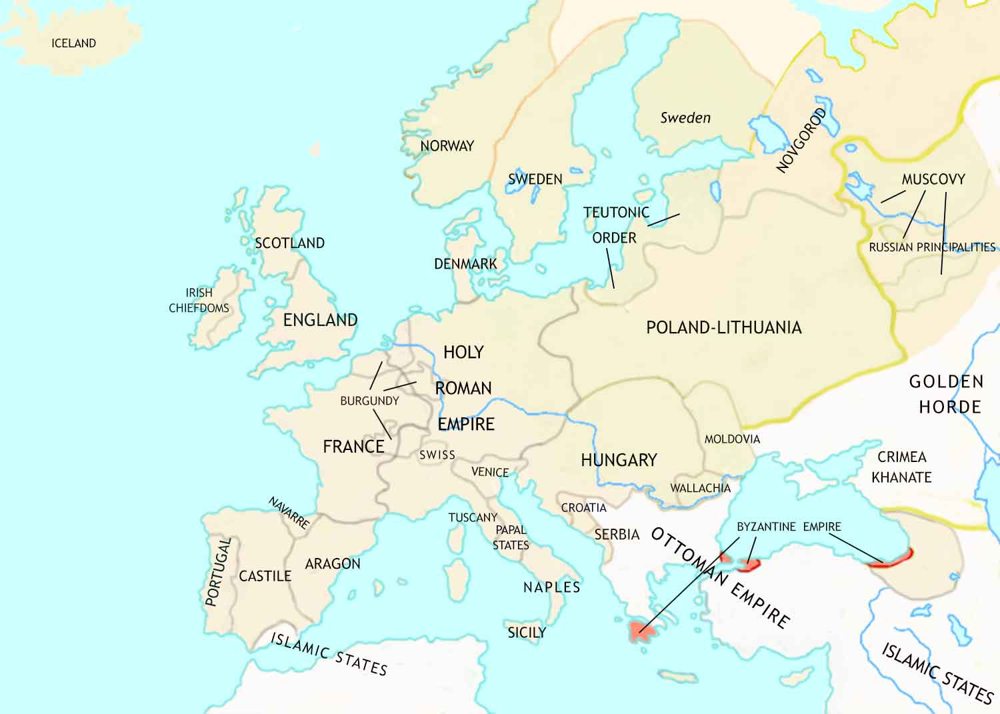 ICELAND
Sweden
NORWAY
NOVGOROD
SWEDEN
MUSCOVY
TEUTONIC
ORDER
SCOTLAND
RUSSIAN PRINCIPALITIES
DENMARK
IRISH
CHIEFDOMS
ENGLAND
POLAND-LITHUANIA
HOLY
ROMAN
EMPIRE
GOLDEN
HORDE
BURGUNDY
FRANCE
SWISS
MOLDOVIA
HUNGARY
CRIMEA
KHANATE
VENICE
WALLACHIA
NAVARRE
CROATIA
TUSCANY
PAPAL
STATES
SERBIA
BYZANTINE EMPIRE
OTTOMAN EMPIRE
PORTUGAL
CASTILE
ARAGON
NAPLES
SICILY
ISLAMIC STATES
ISLAMIC STATES